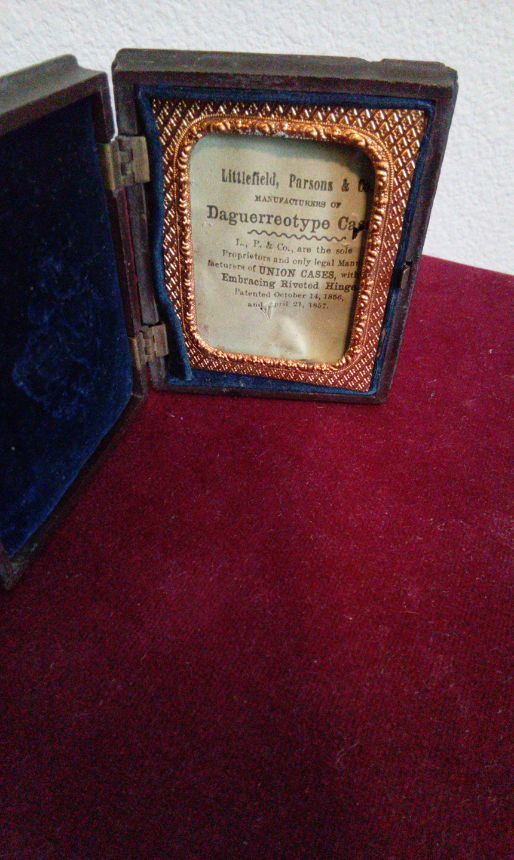 Littlefield, Parsons & Co.
MANUFACTURERS OF
Daguerreotype Cas
L., P. & Co., are the sole
Proprietors and only legal Manu
facturers of UNION CASES, with
Embracing Riveted Hinge
Patented October 14, 1856,
and April 21, 1857.